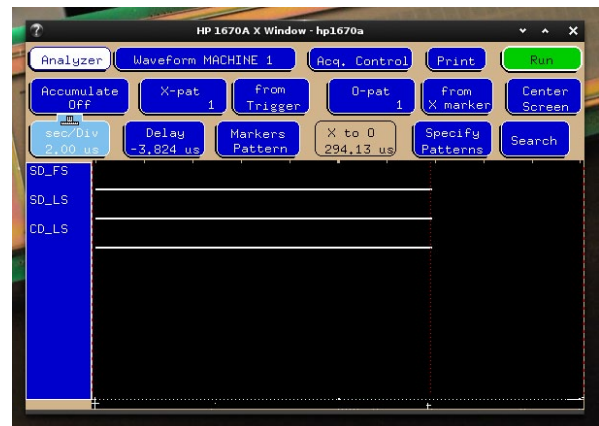 HP 1670A X Window - hp1670a
Analyzer
Waveform MACHINE 1
Acq. Control
Print
Run
Accumulate
Off
X-pat
1
from
Trigger
O-pat
1
from
X marker
Center
Screen
sec/Div
2.00 us
Delay
-3.824 us
Markers
Pattern
X to O
294.13 us
Specify
Patterns
Search
SD_FS
SD_LS
CD_LS